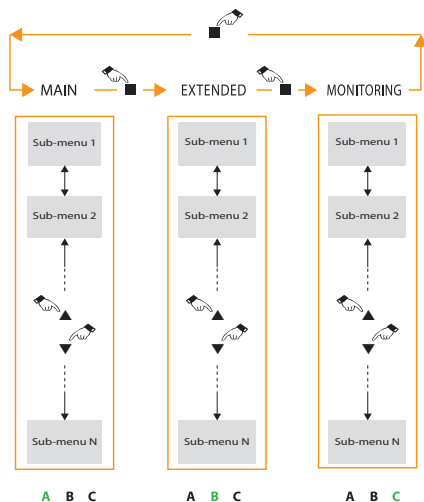 MAIN EXTENDED MONITORING
Sub-menu 1 Sub-menu 1 Sub-menu 1
Sub-menu 2 Sub-menu 2 Sub-menu 2
Sub-menu N Sub-menu N Sub-menu N
A B C A B C A B C